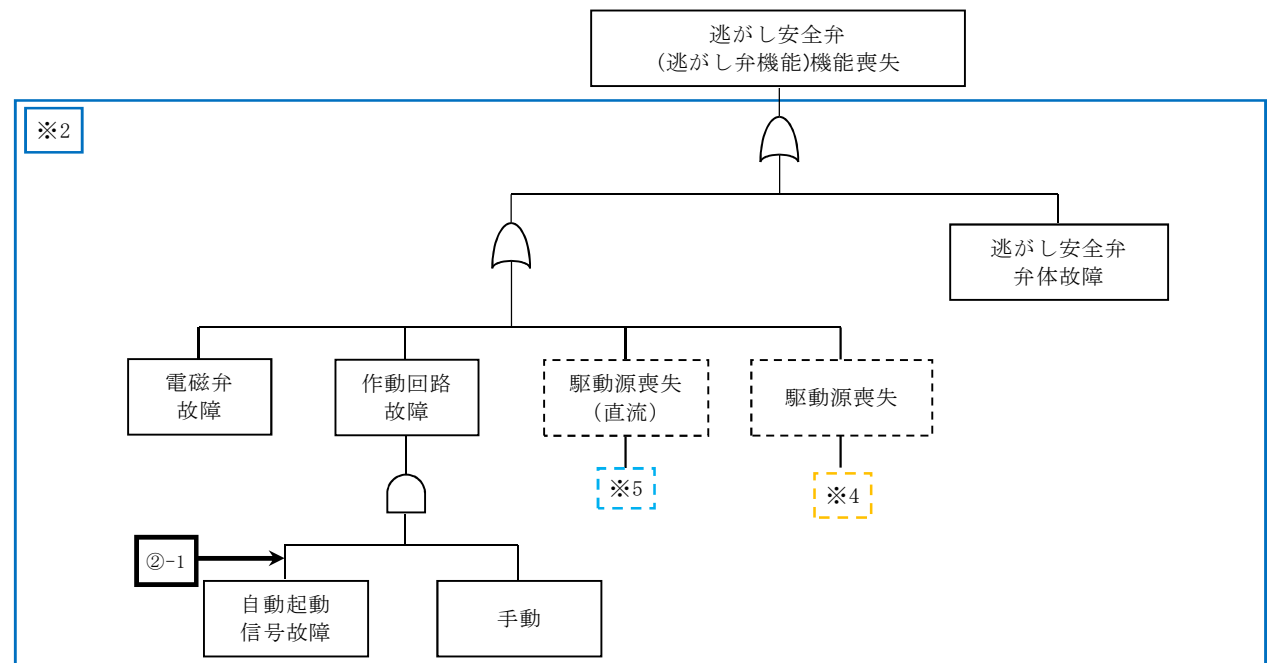 逃がし安全弁
(逃がし弁機能)機能喪失
※2
逃がし安全弁
弁体故障
電磁弁
故障
作動回路
故障
駆動源喪失
(直流)
駆動源喪失
※5
※4
②-1
自動起動
信号故障
手動